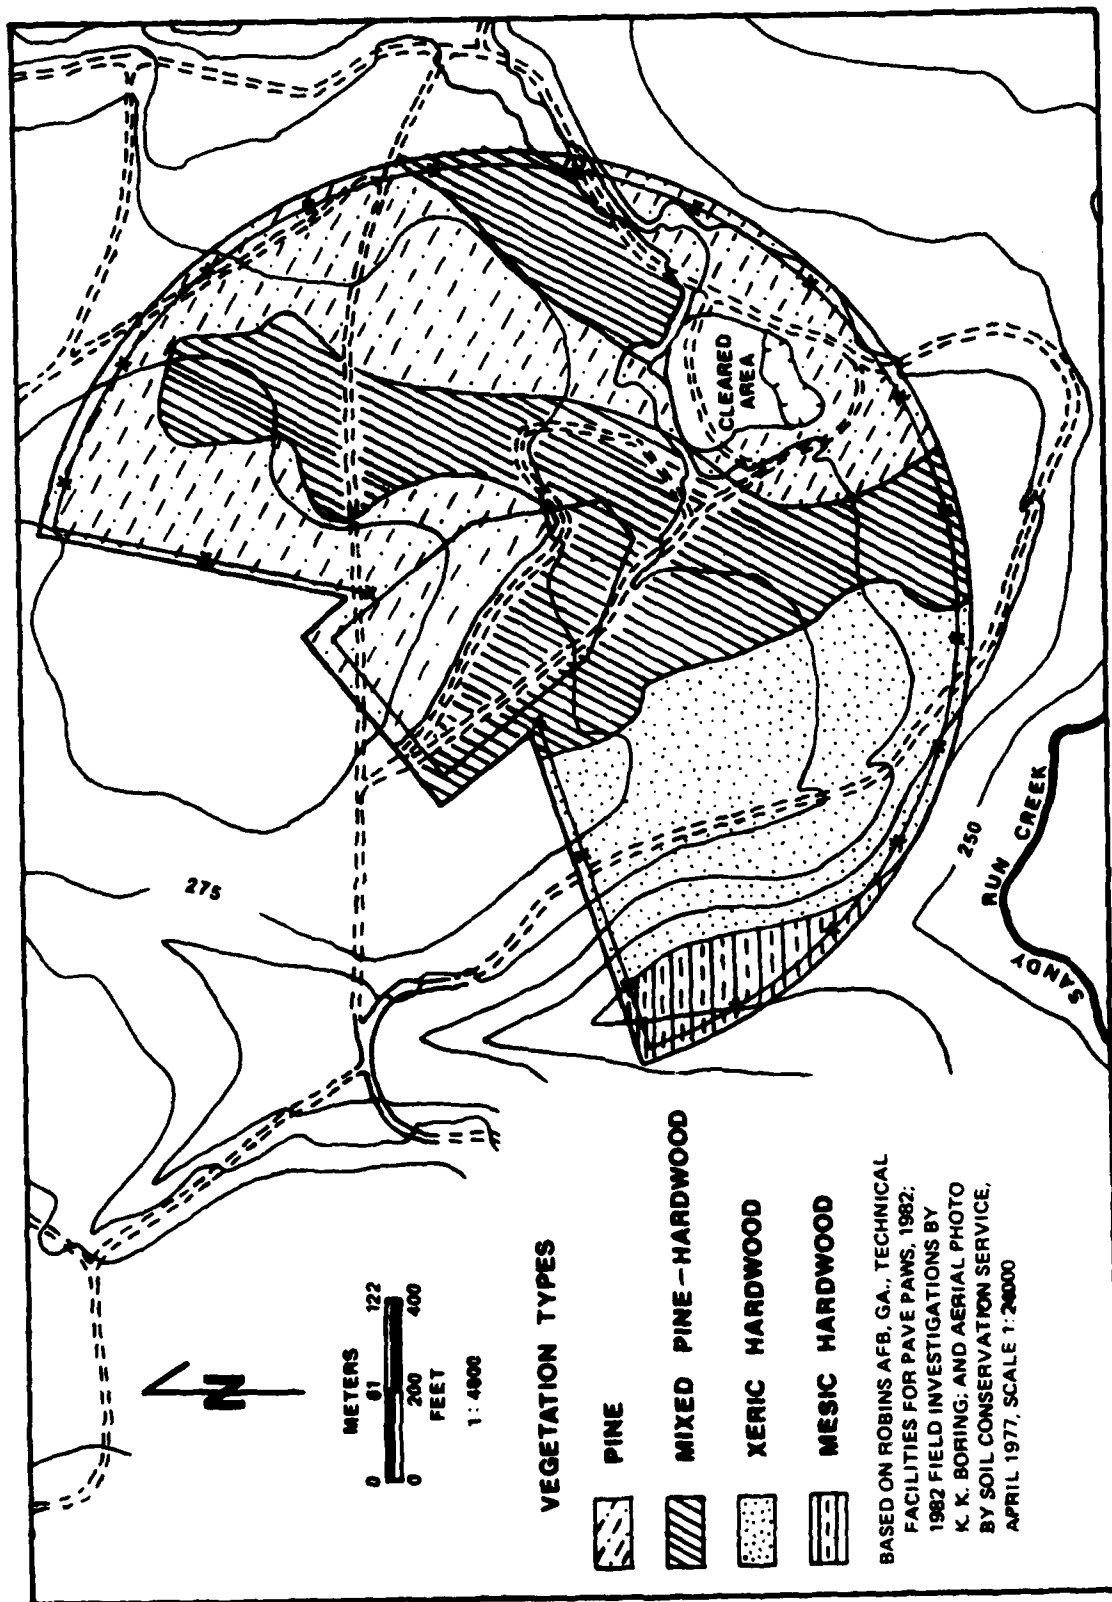 N
METERS
0 61 122
0 200 400
FEET
1:4800
VEGETATION TYPES
PINE
MIXED PINE-HARDWOOD
XERIC HARDWOOD
MESIC HARDWOOD
BASED ON ROBINS AFB, GA., TECHNICAL
FACILITIES FOR PAVE PAWS, 1982;
1982 FIELD INVESTIGATIONS BY
K. K. BORING; AND AERIAL PHOTO
BY SOIL CONSERVATION SERVICE,
APRIL 1977, SCALE 1:24000
275
CLEARED
AREA
250
SANDY RUN CREEK